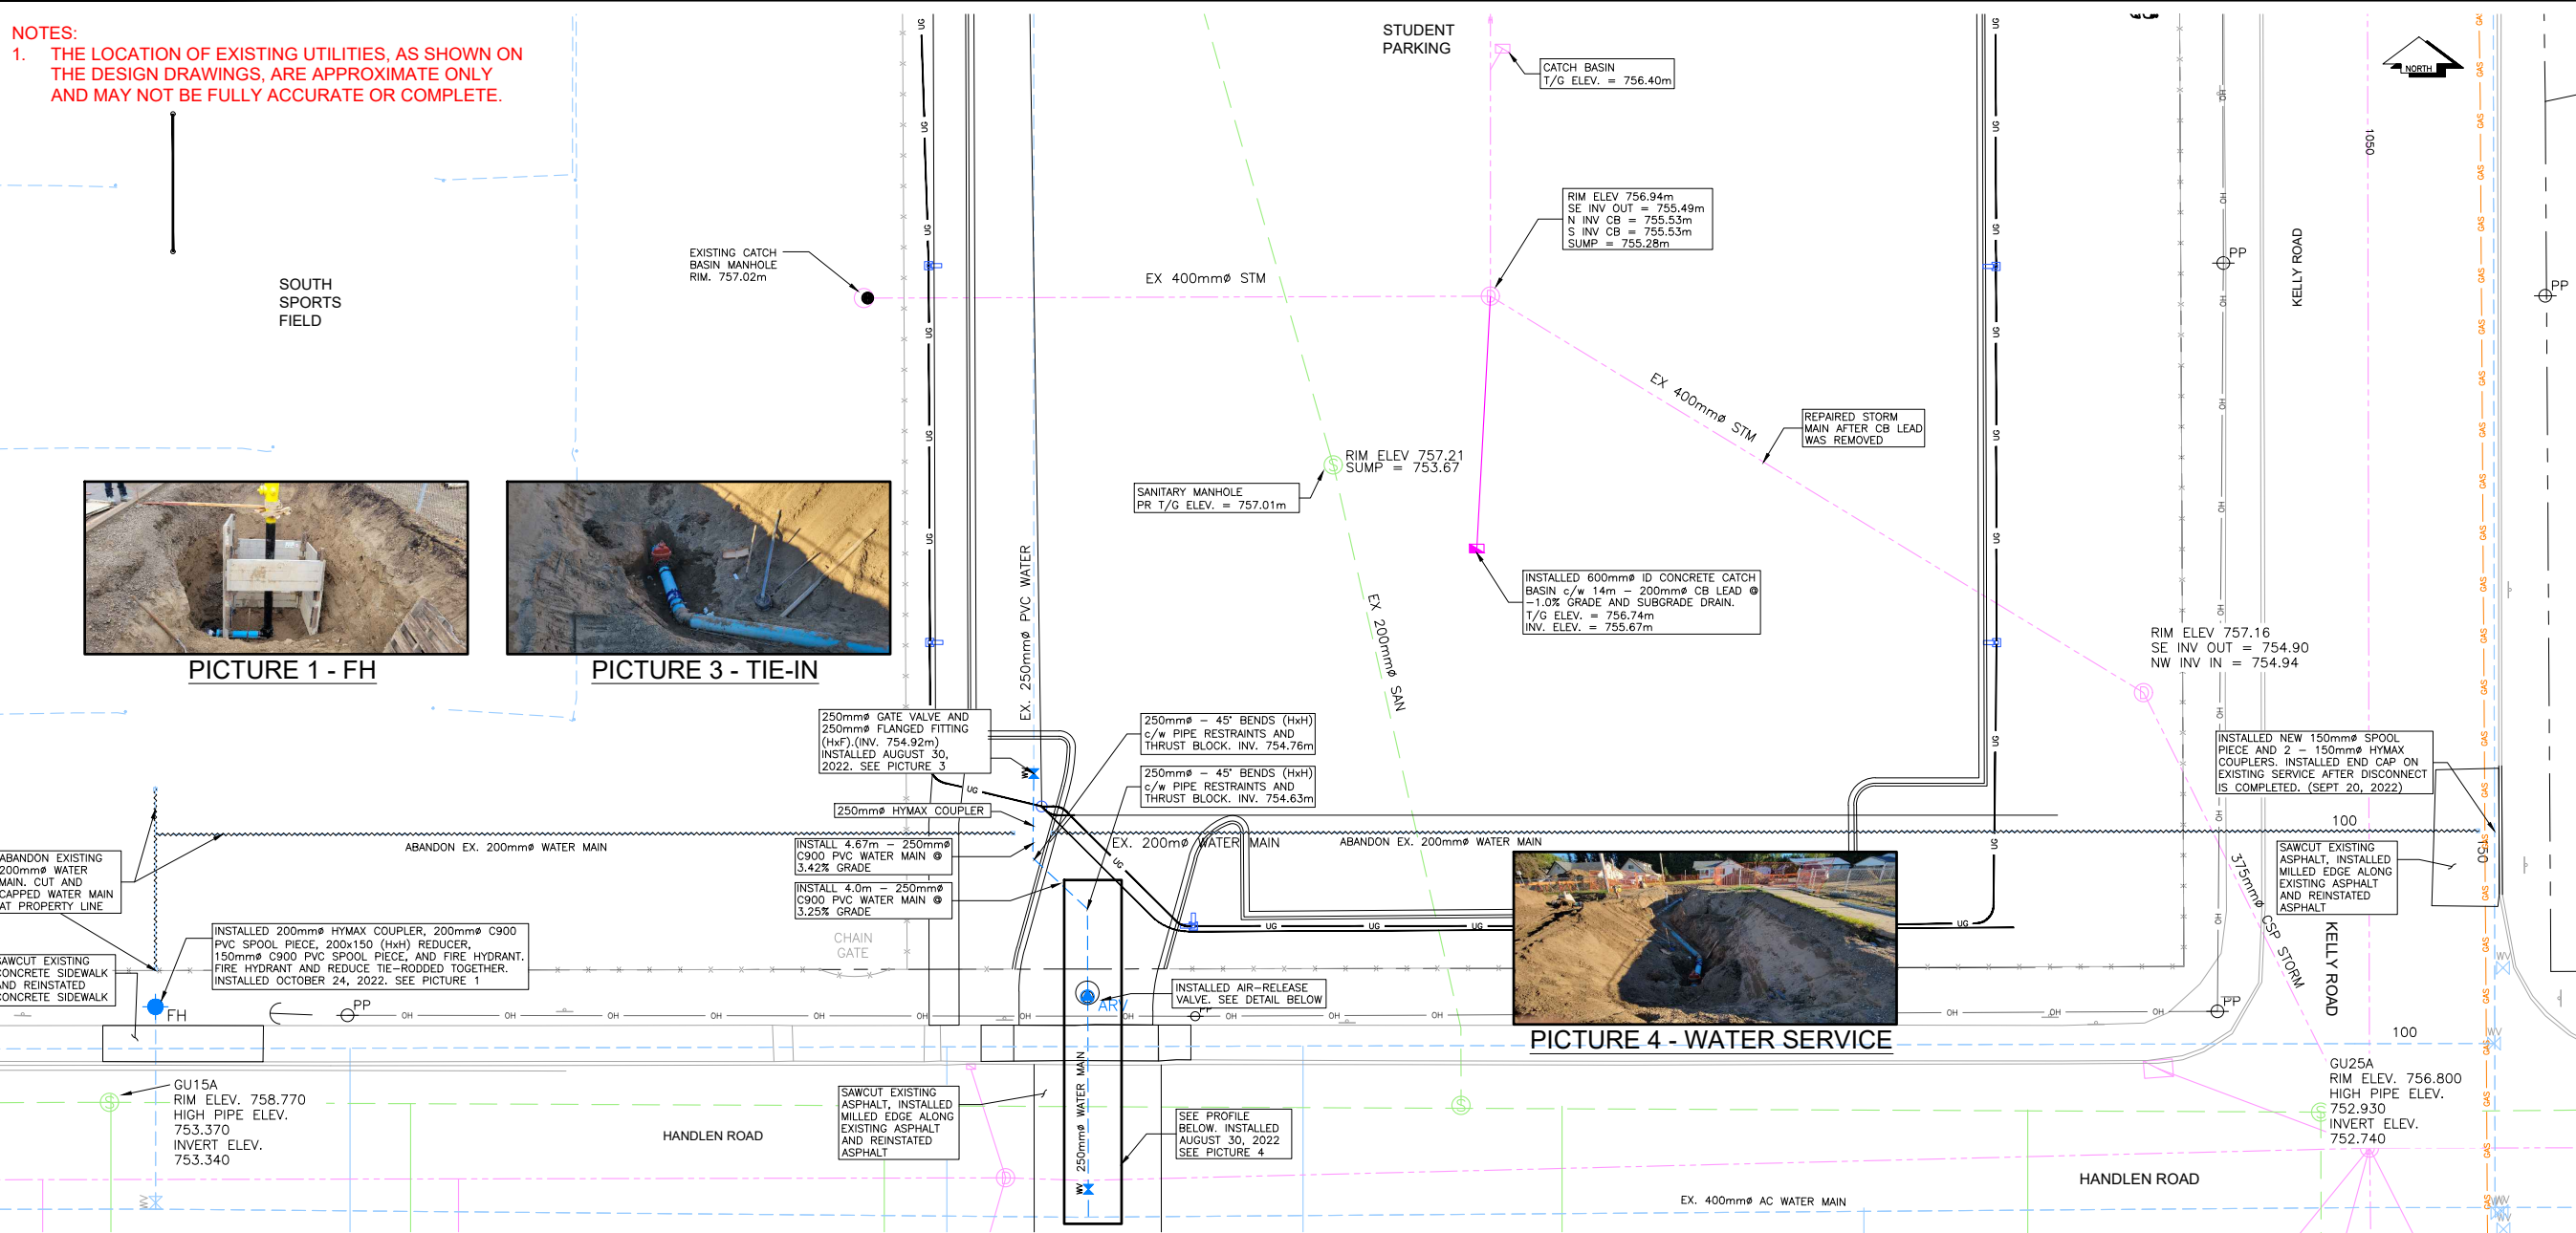 NOTES:
1. THE LOCATION OF EXISTING UTILITIES, AS SHOWN ON
THE DESIGN DRAWINGS, ARE APPROXIMATE ONLY
AND MAY NOT BE FULLY ACCURATE OR COMPLETE.
STUDENT
PARKING
CATCH BASIN
T/G ELEV. = 756.40m
NORTH
1050
RIM ELEV 756.94m
SE INV OUT = 755.49m
N INV CB = 755.53m
S INV CB = 755.53m
SUMP = 755.28m
EXISTING CATCH
BASIN MANHOLE
RIM. 757.02m
EX 400mmø STM
SOUTH
SPORTS
FIELD
PP
KELLY ROAD
PP
EX 400mmø STM
REPAIRED STORM
MAIN AFTER CB LEAD
WAS REMOVED
RIM ELEV 757.21
SUMP = 753.67
SANITARY MANHOLE
PR T/G ELEV. = 757.01m
EX. 250mmø PVC WATER
EX 200mmø SAN
INSTALLED 600mmø ID CONCRETE CATCH
BASIN c/w 14m - 200mmø CB LEAD @
-1.0% GRADE AND SUBGRADE DRAIN.
T/G ELEV. = 756.74m
INV. ELEV. = 755.67m
RIM ELEV 757.16
SE INV OUT = 754.90
NW INV IN = 754.94
PICTURE 1 - FH
PICTURE 3 - TIE-IN
250mmø GATE VALVE AND
250mmø FLANGED FITTING
(HxF).(INV. 754.92m)
INSTALLED AUGUST 30,
2022. SEE PICTURE 3
WV
250mmø - 45° BENDS (HxH)
c/w PIPE RESTRAINTS AND
THRUST BLOCK. INV. 754.76m
250mmø - 45° BENDS (HxH)
c/w PIPE RESTRAINTS AND
THRUST BLOCK. INV. 754.63m
INSTALLED NEW 150mmø SPOOL
PIECE AND 2 - 150mmø HYMAX
COUPLERS. INSTALLED END CAP ON
EXISTING SERVICE AFTER DISCONNECT
IS COMPLETED. (SEPT 20, 2022)
250mmø HYMAX COUPLER
INSTALL 4.67m - 250mmø
C900 PVC WATER MAIN @
3.42% GRADE
INSTALL 4.0m - 250mmø
C900 PVC WATER MAIN @
3.25% GRADE
ABANDON EX. 200mmø WATER MAIN
EX. 200mø WATER MAIN
ABANDON EX. 200mmø WATER MAIN
100
150
SAWCUT EXISTING
ASPHALT, INSTALLED
MILLED EDGE ALONG
EXISTING ASPHALT
AND REINSTATED
ASPHALT
375mmø CSP STORM
KELLY ROAD
ABANDON EXISTING
200mmø WATER
MAIN. CUT AND
CAPPED WATER MAIN
AT PROPERTY LINE
INSTALLED 200mmø HYMAX COUPLER, 200mmø C900
PVC SPOOL PIECE, 200x150 (HxH) REDUCER,
150mmø C900 PVC SPOOL PIECE, AND FIRE HYDRANT.
FIRE HYDRANT AND REDUCE TIE-RODDED TOGETHER.
INSTALLED OCTOBER 24, 2022. SEE PICTURE 1
SAWCUT EXISTING
CONCRETE SIDEWALK
AND REINSTATED
CONCRETE SIDEWALK
CHAIN
GATE
INSTALLED AIR-RELEASE
VALVE. SEE DETAIL BELOW
ARV
FH
PP
PP
PP
PICTURE 4 - WATER SERVICE
100
WV
GU15A
RIM ELEV. 758.770
HIGH PIPE ELEV.
753.370
INVERT ELEV.
753.340
HANDLEN ROAD
SAWCUT EXISTING
ASPHALT, INSTALLED
MILLED EDGE ALONG
EXISTING ASPHALT
AND REINSTATED
ASPHALT
250mmø WATER MAIN
WV
SEE PROFILE
BELOW. INSTALLED
AUGUST 30, 2022
SEE PICTURE 4
GU25A
RIM ELEV. 756.800
HIGH PIPE ELEV.
752.930
INVERT ELEV.
752.740
HANDLEN ROAD
EX. 400mmø AC WATER MAIN
WV
UG
OH
GAS